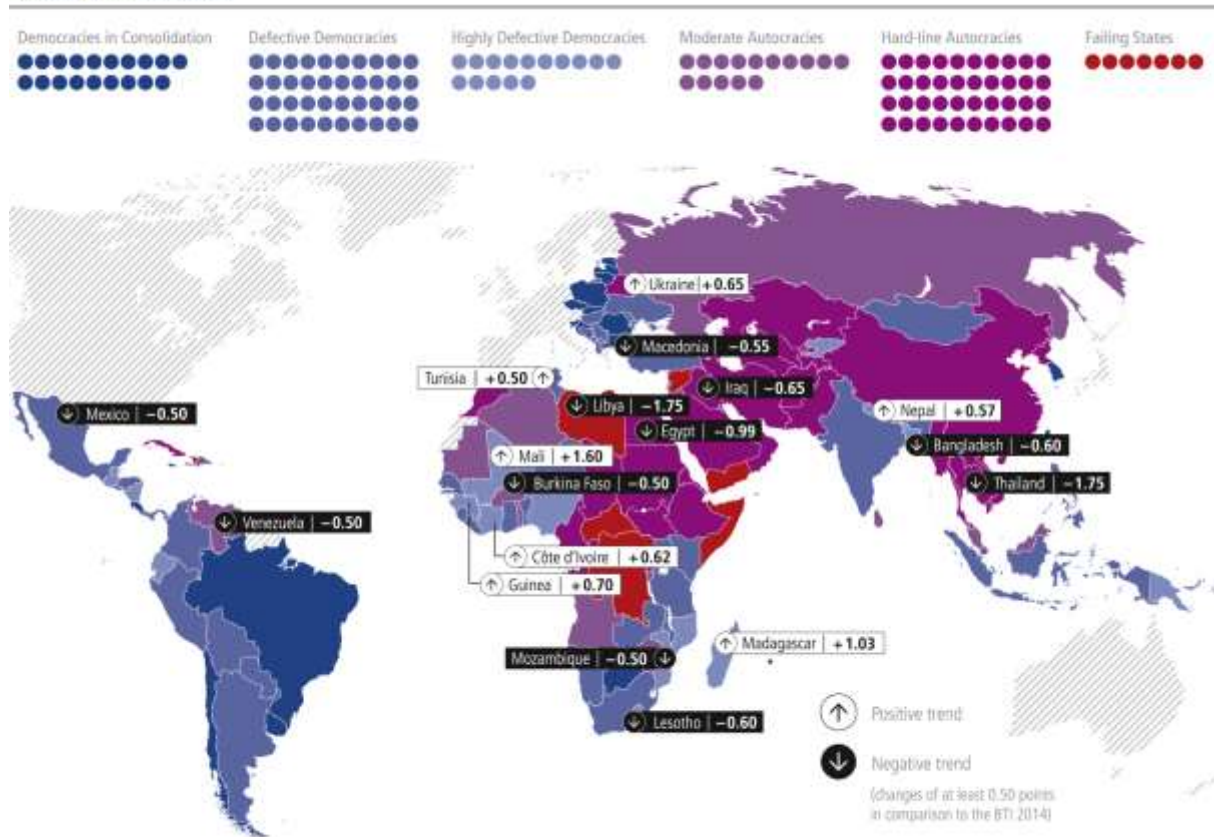 Democracies in Consolidation
Defective Democracies
Highly Defective Democracies
Moderate Autocracies
Hard-line Autocracies
Failing States
Ukraine | +0.65
Macedonia | −0.55
Tunisia | +0.50
Iraq | −0.65
Mexico | −0.50
Libya | −1.75
Nepal | +0.57
Egypt | −0.99
Bangladesh | −0.60
Mali | +1.60
Burkina Faso | −0.50
Thailand | −1.75
Venezuela | −0.50
Côte d'Ivoire | +0.62
Guinea | +0.70
Madagascar | +1.03
Mozambique | −0.50
Lesotho | −0.60
Positive trend
Negative trend
(changes of at least 0.50 points
in comparison to the BTI 2014)